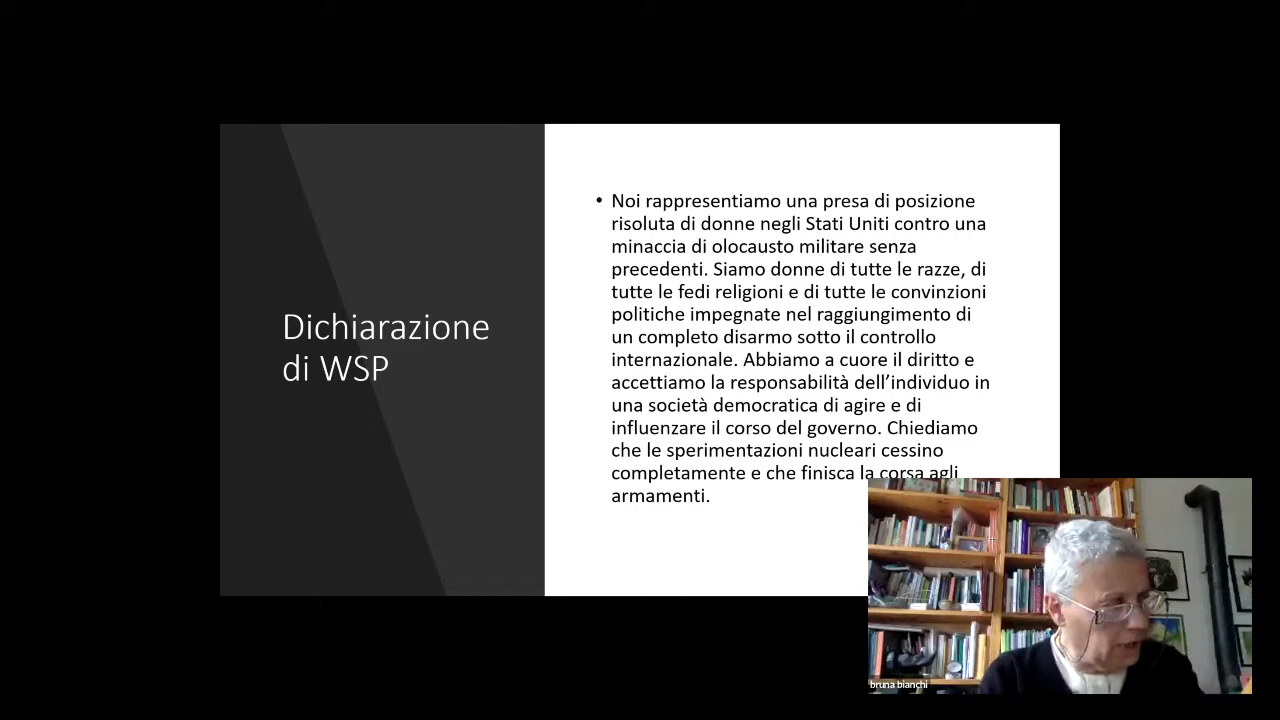 Dichiarazione
di WSP
• Noi rappresentiamo una presa di posizione
risoluta di donne negli Stati Uniti contro una
minaccia di olocausto militare senza
precedenti. Siamo donne di tutte le razze, di
tutte le fedi religioni e di tutte le convinzioni
politiche impegnate nel raggiungimento di
un completo disarmo sotto il controllo
internazionale. Abbiamo a cuore il diritto e
accettiamo la responsabilità dell’individuo in
una società democratica di agire e di
influenzare il corso del governo. Chiediamo
che le sperimentazioni nucleari cessino
completamente e che finisca la corsa agli
armamenti.
bruna bianchi